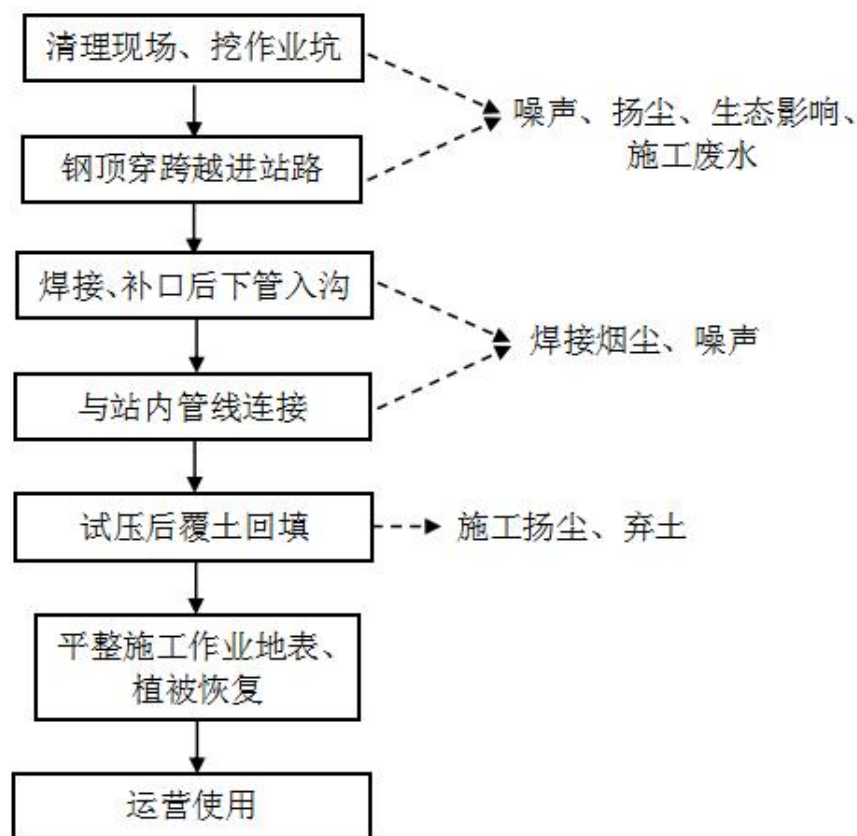 清理现场、挖作业坑
噪声、扬尘、生态影响、
施工废水
钢顶穿跨越进站路
焊接、补口后下管入沟
焊接烟尘、噪声
与站内管线连接
试压后覆土回填
施工扬尘、弃土
平整施工作业地表、
植被恢复
运营使用